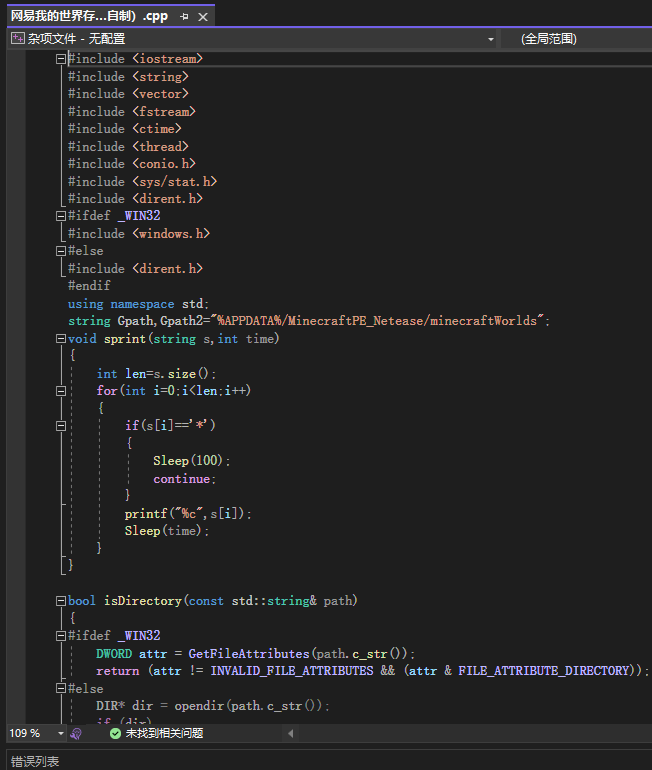 网易我的世界存...自制）.cpp
杂项文件 - 无配置
(全局范围)
#include <iostream>
#include <string>
#include <vector>
#include <fstream>
#include <ctime>
#include <thread>
#include <conio.h>
#include <sys/stat.h>
#include <dirent.h>
#ifdef _WIN32
#include <windows.h>
#else
#include <dirent.h>
#endif
using namespace std;
string Gpath,Gpath2="%APPDATA%/MinecraftPE_Netease/minecraftWorlds";
void sprint(string s,int time)
{
int len=s.size();
for(int i=0;i<len;i++)
{
if(s[i]=='*')
{
Sleep(100);
continue;
}
printf("%c",s[i]);
Sleep(time);
}
}
bool isDirectory(const std::string& path)
{
#ifdef _WIN32
DWORD attr = GetFileAttributes(path.c_str());
return (attr != INVALID_FILE_ATTRIBUTES && (attr & FILE_ATTRIBUTE_DIRECTORY));
#else
DIR* dir = opendir(path.c_str());
if (dir)
109 %
未找到相关问题
错误列表